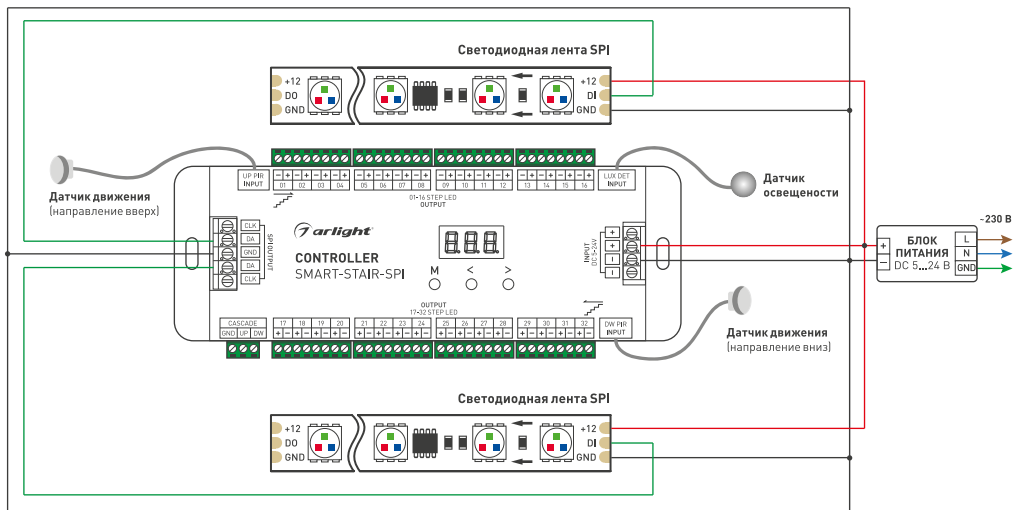 Светодиодная лента SPI
+12
DO
GND
+12
DI
GND
Датчик движения
(направление вверх)
UP PIR
INPUT
- + - + - + - +
01 02 03 04
- + - + - + - +
05 06 07 08
- + - + - + - +
09 10 11 12
- + - + - + - +
13 14 15 16
LUX DET
INPUT
Датчик
освещености
01-16 STEP LED
OUTPUT
CLK
DA
GND
DA
CLK
SPI OUTPUT
arlight
CONTROLLER
SMART-STAIR-SPI
888
M < >
INPUT
DC 5-24V
+
+
-
-
+
-
БЛОК
ПИТАНИЯ
DC 5...24 В
L
N
GND
~230 В
OUTPUT
17-32 STEP LED
CASCADE
GND UP DW
17 18 19 20
+ - + - + - + -
21 22 23 24
+ - + - + - + -
25 26 27 28
+ - + - + - + -
29 30 31 32
+ - + - + - + -
DW PIR
INPUT
Датчик движения
(направление вниз)
Светодиодная лента SPI
+12
DO
GND
+12
DI
GND